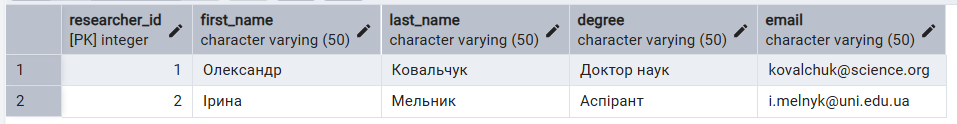 researcher_id first_name last_name degree email
[PK] integer character varying (50) character varying (50) character varying (50) character varying (50)
1 1 Олександр Ковальчук Доктор наук kovalchuk@science.org
2 2 Ірина Мельник Аспірант i.melnyk@uni.edu.ua